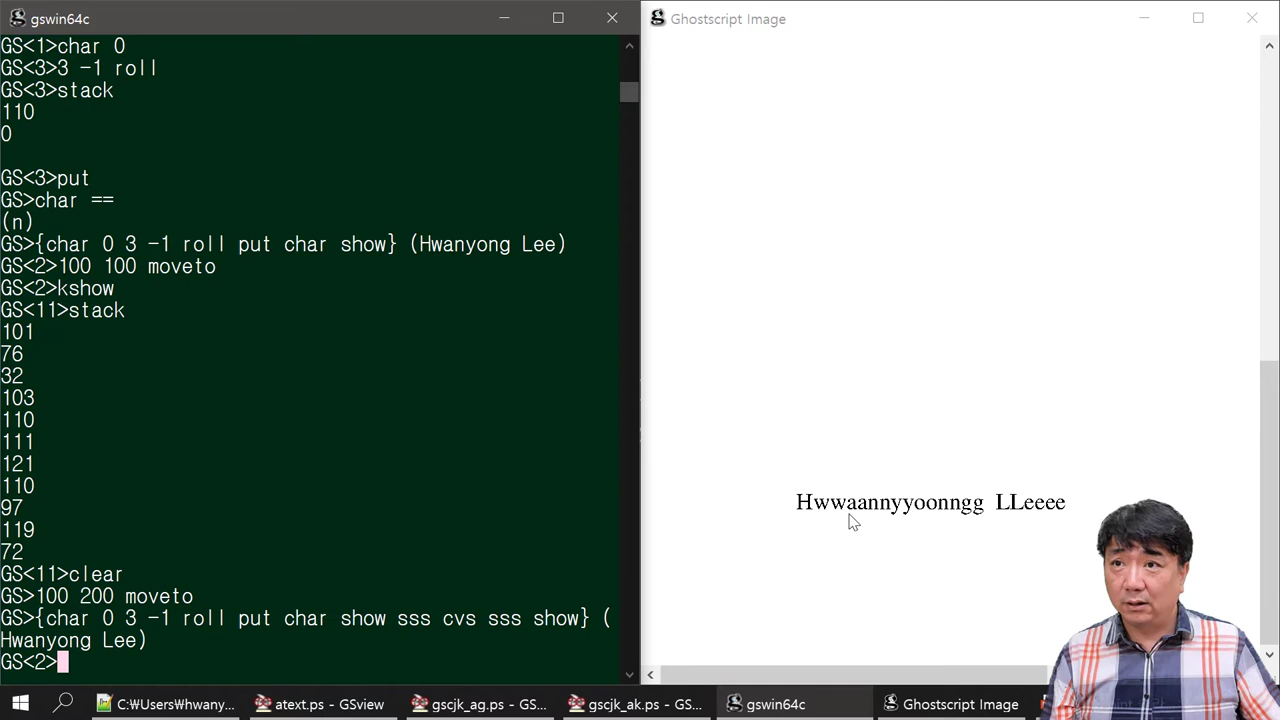 gswin64c
GS<1>char 0
GS<3>3 -1 roll
GS<3>stack
110
0
GS<3>put
GS>char ==
(n)
GS>{char 0 3 -1 roll put char show} (Hwanyong Lee)
GS<2>100 100 moveto
GS<2>kshow
GS<11>stack
101
76
32
103
110
111
121
110
97
119
72
GS<11>clear
GS>100 200 moveto
GS>{char 0 3 -1 roll put char show sss cvs sss show} (
Hwanyong Lee)
GS<2>
Ghostscript Image
Hwwaannyyoonngg  LLeeee
C:₩Users₩hwany...
atext.ps - GSview
gscjk_ag.ps - GS...
gscjk_ak.ps - GS...
gswin64c
Ghostscript Image